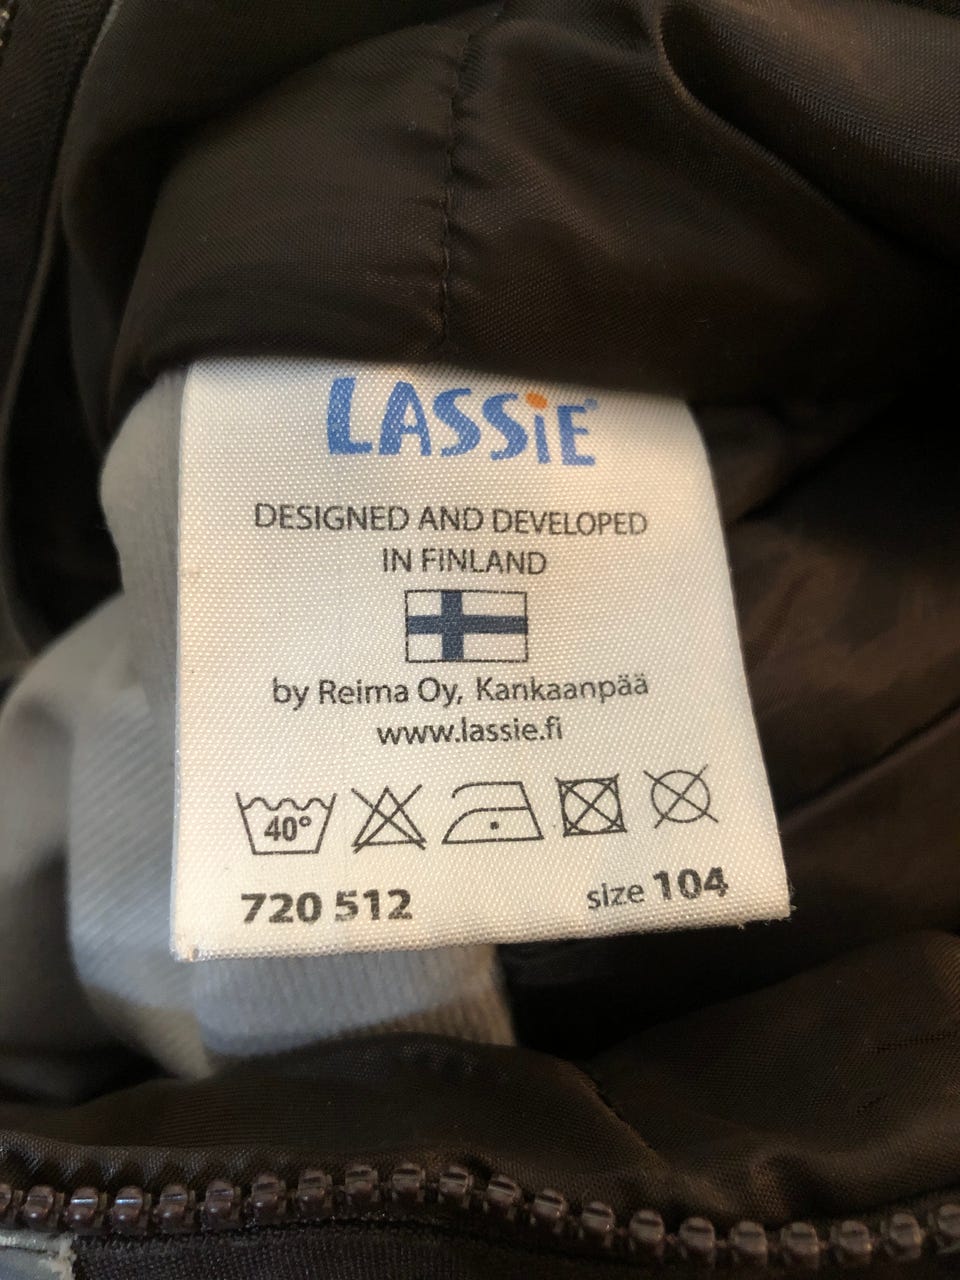 LASSiE®
DESIGNED AND DEVELOPED
IN FINLAND
by Reima Oy, Kankaanpää
www.lassie.fi
40°
720 512 size 104